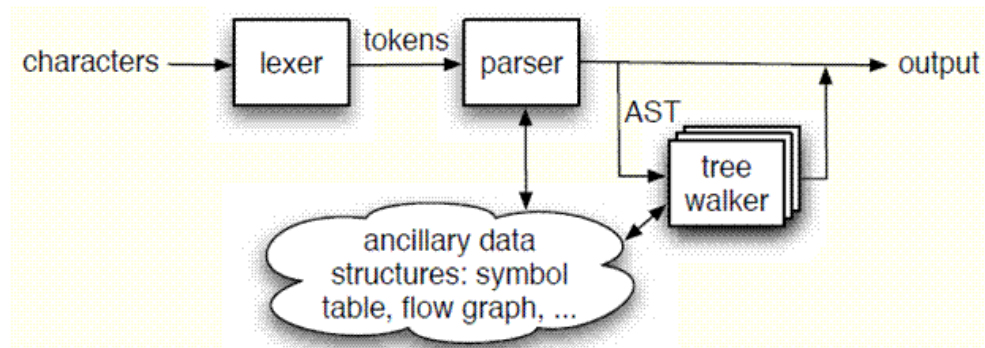 characters
lexer
tokens
parser
output
AST
tree
walker
ancillary data
structures: symbol
table, flow graph, ...